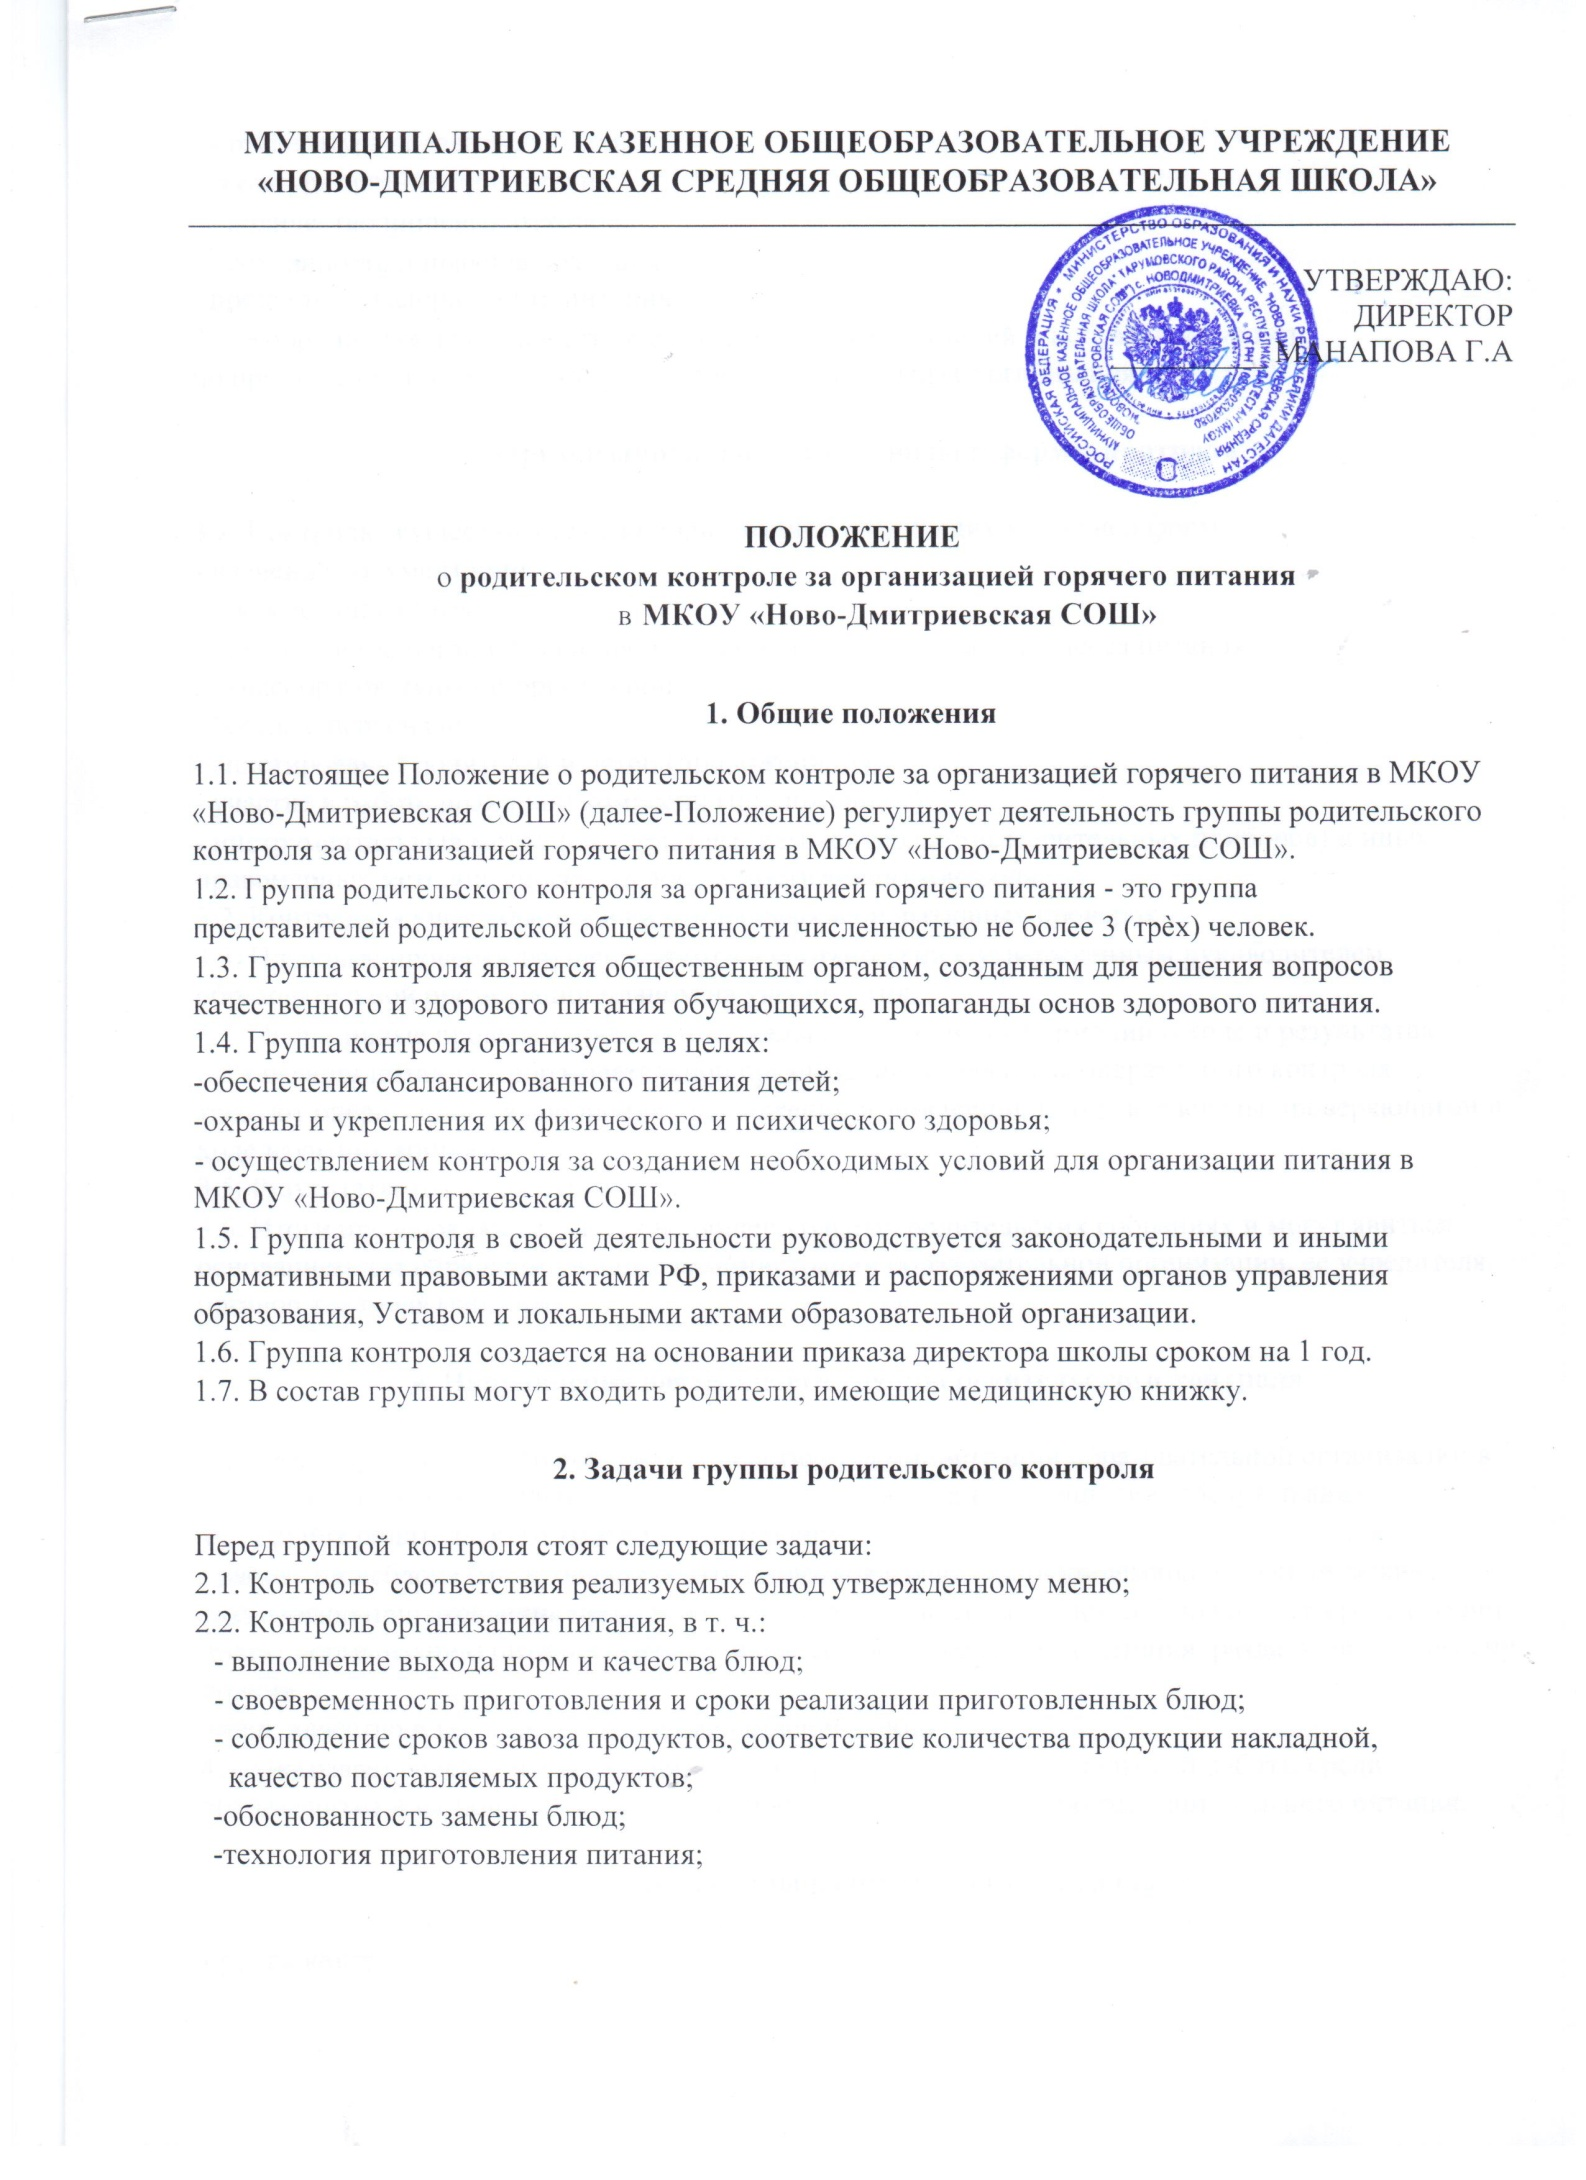 МУНИЦИПАЛЬНОЕ КАЗЕННОЕ ОБЩЕОБРАЗОВАТЕЛЬНОЕ УЧРЕЖДЕНИЕ
«НОВО-ДМИТРИЕВСКАЯ СРЕДНЯЯ ОБЩЕОБРАЗОВАТЕЛЬНАЯ ШКОЛА»
РОССИЙСКАЯ ФЕДЕРАЦИЯ * МИНИСТЕРСТВО ОБРАЗОВАНИЯ И НАУКИ РЕСПУБЛИКИ ДАГЕСТАН
УТВЕРЖДАЮ:
ДИРЕКТОР
МАНАПОВА Г.А
ПОЛОЖЕНИЕ
о родительском контроле за организацией горячего питания
в МКОУ «Ново-Дмитриевская СОШ»
1. Общие положения
1.1. Настоящее Положение о родительском контроле за организацией горячего питания в МКОУ
«Ново-Дмитриевская СОШ» (далее-Положение) регулирует деятельность группы родительского
контроля за организацией горячего питания в МКОУ «Ново-Дмитриевская СОШ».
1.2. Группа родительского контроля за организацией горячего питания - это группа
представителей родительской общественности численностью не более 3 (трѐх) человек.
1.3. Группа контроля является общественным органом, созданным для решения вопросов
качественного и здорового питания обучающихся, пропаганды основ здорового питания.
1.4. Группа контроля организуется в целях:
-обеспечения сбалансированного питания детей;
-охраны и укрепления их физического и психического здоровья;
- осуществлением контроля за созданием необходимых условий для организации питания в
МКОУ «Ново-Дмитриевская СОШ».
1.5. Группа контроля в своей деятельности руководствуется законодательными и иными
нормативными правовыми актами РФ, приказами и распоряжениями органов управления
образования, Уставом и локальными актами образовательной организации.
1.6. Группа контроля создается на основании приказа директора школы сроком на 1 год.
1.7. В состав группы могут входить родители, имеющие медицинскую книжку.
2. Задачи группы родительского контроля
Перед группой  контроля стоят следующие задачи:
2.1. Контроль  соответствия реализуемых блюд утвержденному меню;
2.2. Контроль организации питания, в т. ч.:
- выполнение выхода норм и качества блюд;
- своевременность приготовления и сроки реализации приготовленных блюд;
- соблюдение сроков завоза продуктов, соответствие количества продукции накладной,
качество поставляемых продуктов;
-обоснованность замены блюд;
-технология приготовления питания;